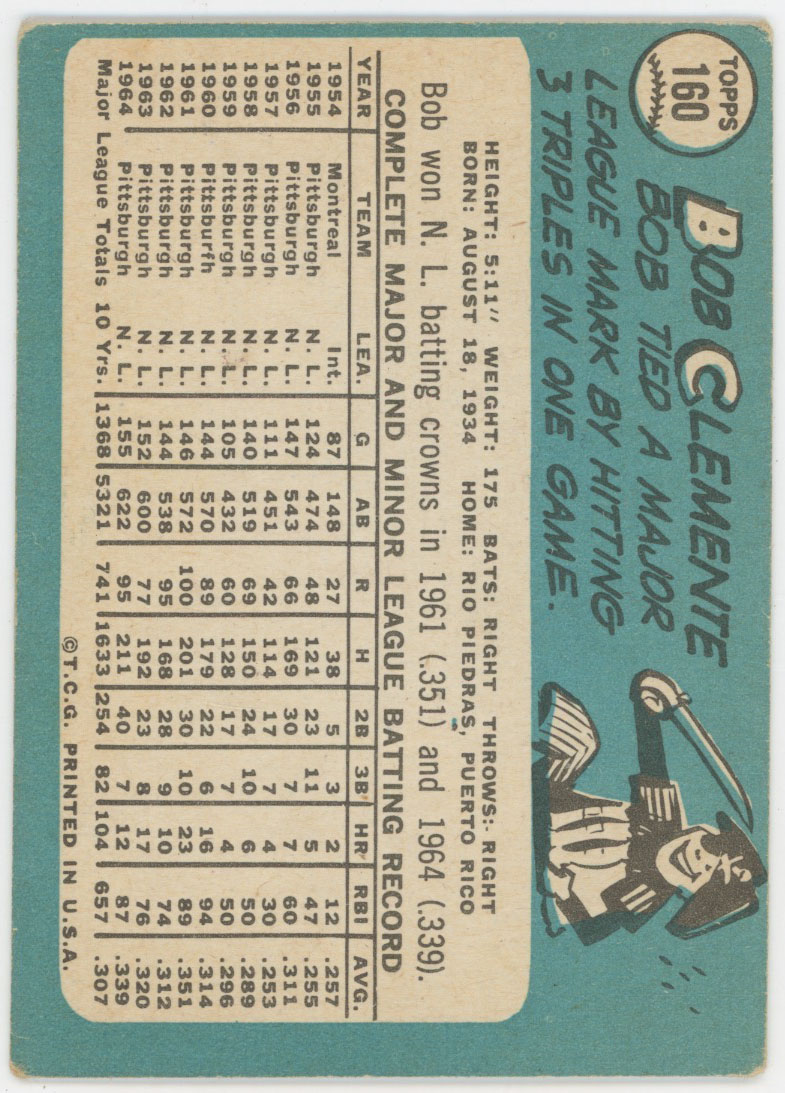 TOPPS
160
BOB CLEMENTE
BOB TIED A MAJOR
LEAGUE MARK BY HITTING
3 TRIPLES IN ONE GAME.
HEIGHT: 5:11" WEIGHT: 175 BATS: RIGHT THROWS: RIGHT
BORN: AUGUST 18, 1934 HOME: RIO PIEDRAS, PUERTO RICO
Bob won N. L. batting crowns in 1961 (.351) and 1964 (.339).
COMPLETE MAJOR AND MINOR LEAGUE BATTING RECORD
YEAR TEAM LEA. G AB R H 2B 3B HR RBI AVG.
1954 Montreal Int. 87 148 27 38 5 3 2 12 .257
1955 Pittsburgh N. L. 124 474 48 121 23 11 5 47 .255
1956 Pittsburgh N. L. 147 543 66 169 30 7 7 60 .311
1957 Pittsburgh N. L. 111 451 42 114 17 7 4 30 .253
1958 Pittsburgh N. L. 140 519 69 150 24 10 6 50 .289
1959 Pittsburgh N. L. 105 432 60 128 17 7 4 50 .296
1960 Pittsburfh N. L. 144 570 89 179 22 6 16 94 .314
1961 Pittsburgh N. L. 146 572 100 201 30 10 23 89 .351
1962 Pittsburgh N. L. 144 538 95 168 28 9 10 74 .312
1963 Pittsburgh N. L. 152 600 77 192 23 8 17 76 .320
1964 Pittsburgh N. L. 155 622 95 211 40 7 12 87 .339
Major League Totals 10 Yrs. 1368 5321 741 1633 254 82 104 657 .307
©T.C.G. PRINTED IN U.S.A.